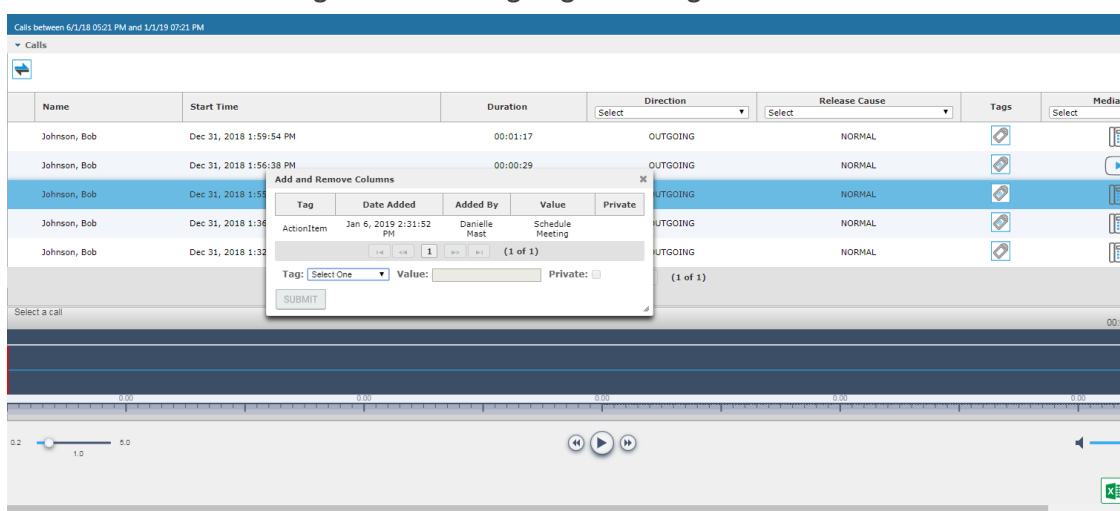 Calls between 6/1/18 05:21 PM and 1/1/19 07:21 PM
Calls
Name Start Time Duration Direction Release Cause Tags Media
Select Select Select
Johnson, Bob Dec 31, 2018 1:59:54 PM 00:01:17 OUTGOING NORMAL
Johnson, Bob Dec 31, 2018 1:56:38 PM 00:00:29 OUTGOING NORMAL
Johnson, Bob Dec 31, 2018 1:55 UTGOING NORMAL
Johnson, Bob Dec 31, 2018 1:36 UTGOING NORMAL
Johnson, Bob Dec 31, 2018 1:32 UTGOING NORMAL
(1 of 1)
Add and Remove Columns
Tag Date Added Added By Value Private
ActionItem Jan 6, 2019 2:31:52 PM Danielle Mast Schedule Meeting
1 (1 of 1)
Tag: Select One Value: Private:
SUBMIT
Select a call
00:
0.00 0.00 0.00 0.00 0.00
0.2 5.0
1.0